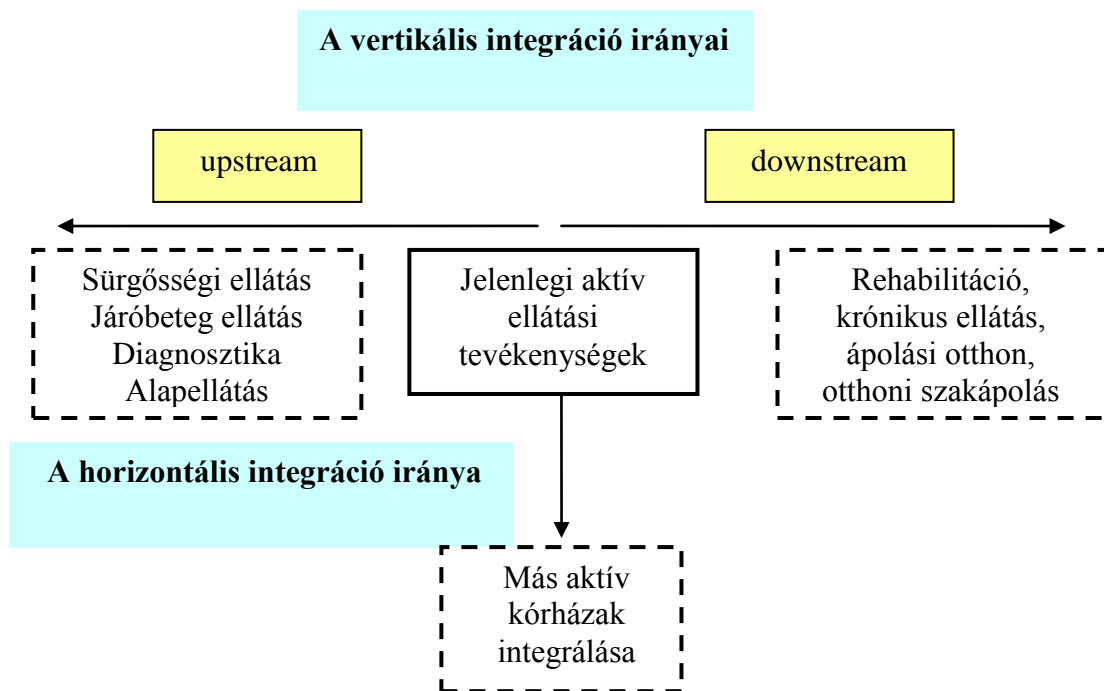 A vertikális integráció irányai
upstream
downstream
Sürgősségi ellátás
Járóbeteg ellátás
Diagnosztika
Alapellátás
Jelenlegi aktív
ellátási
tevékenységek
Rehabilitáció,
krónikus ellátás,
ápolási otthon,
otthoni szakápolás
A horizontális integráció iránya
Más aktív
kórházak
integrálása